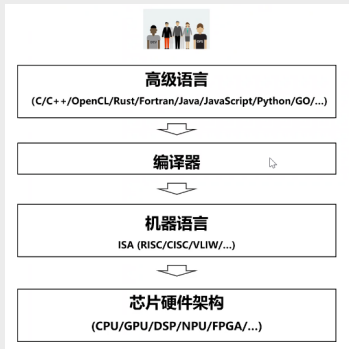 高级语言
(C/C++/OpenCL/Rust/Fortran/Java/JavaScript/Python/GO/...)
编译器
机器语言
ISA (RISC/CISC/VLIW/...)
芯片硬件架构
(CPU/GPU/DSP/NPU/FPGA/...)